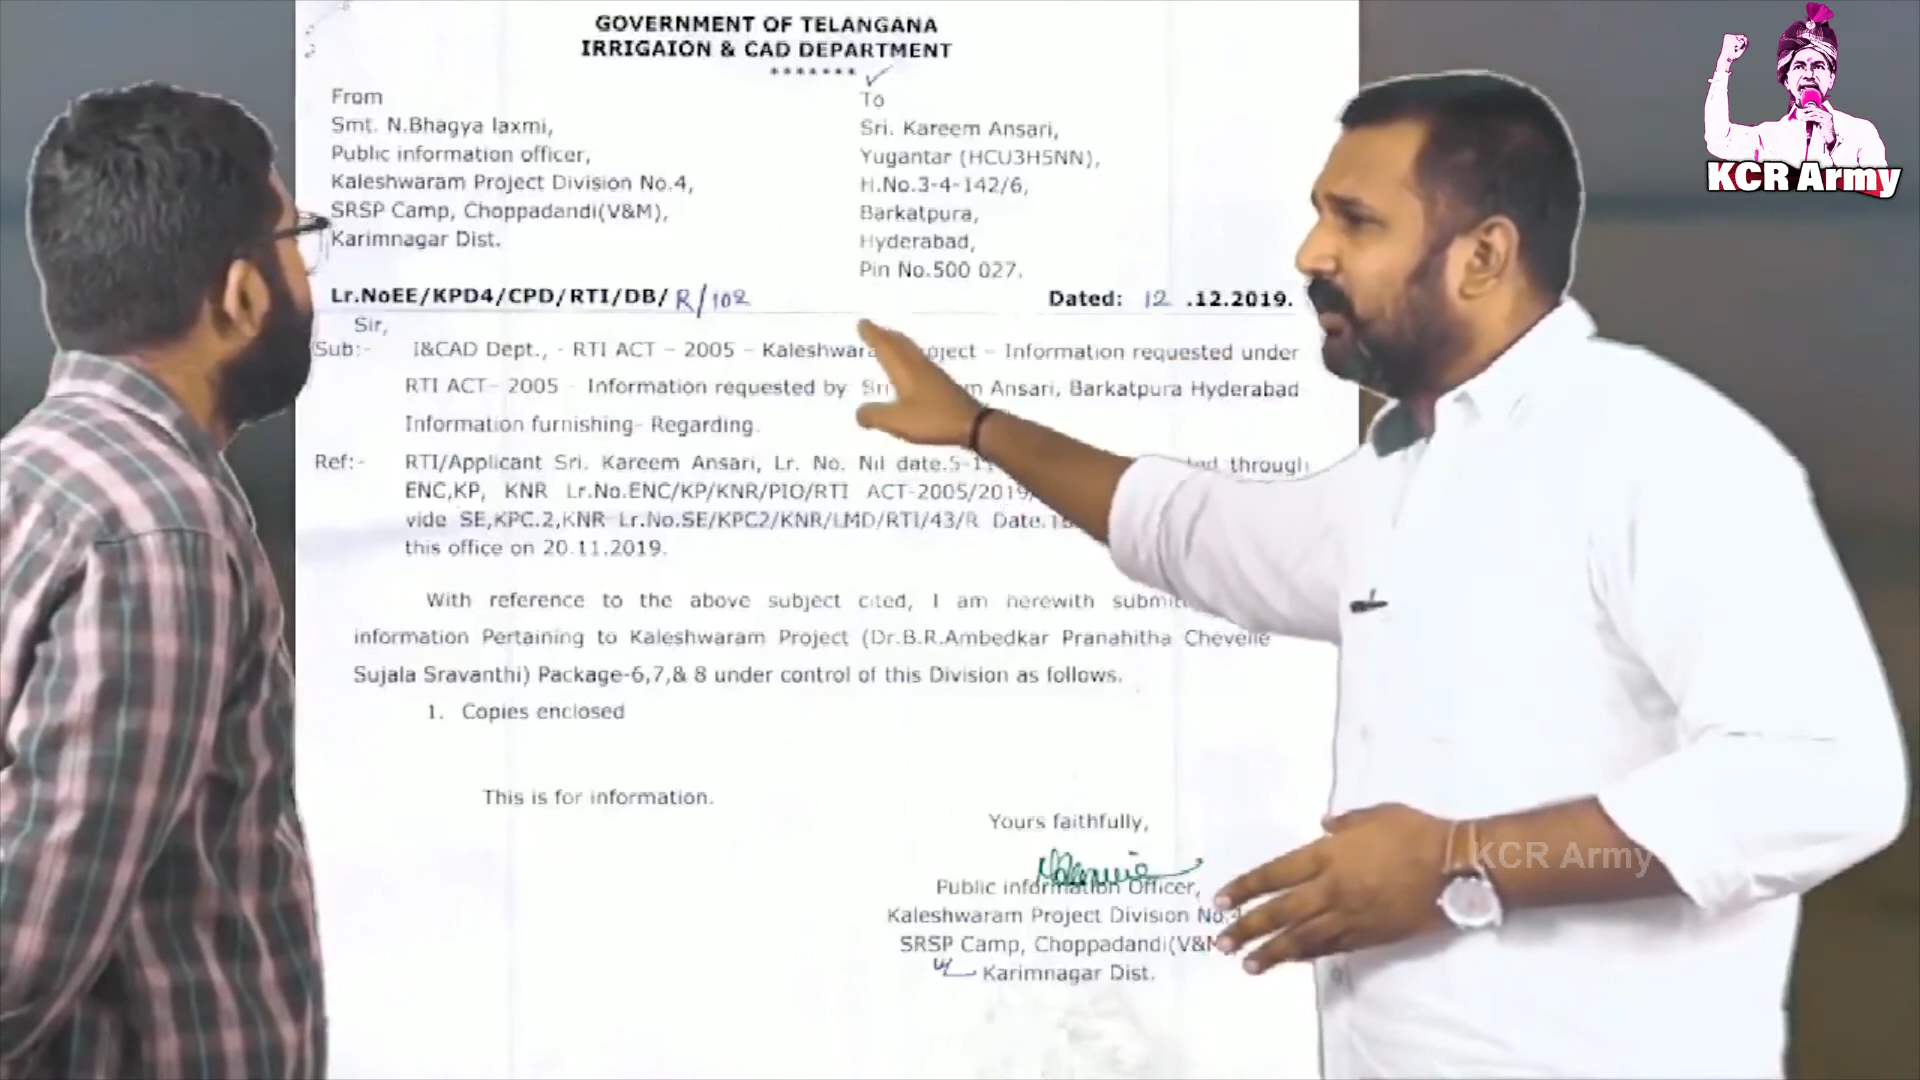 GOVERNMENT OF TELANGANA
IRRIGAION & CAD DEPARTMENT
*******
From
Smt. N.Bhagya laxmi,
Public information officer,
Kaleshwaram Project Division No.4,
SRSP Camp, Choppadandi(V&M),
Karimnagar Dist.
To
Sri. Kareem Ansari,
Yugantar (HCU3H5NN),
H.No.3-4-142/6,
Barkatpura,
Hyderabad,
Pin No.500 027.
Lr.NoEE/KPD4/CPD/RTI/DB/ R/102
Dated: 12 .12.2019.
Sir,
Sub:- I&CAD Dept., - RTI ACT – 2005 – Kaleshwara oject – Information requested under
RTI ACT– 2005 - Information requested by Sri m Ansari, Barkatpura Hyderabad
Information furnishing- Regarding.
Ref:- RTI/Applicant Sri. Kareem Ansari, Lr. No. Nil date.5-1 ted through
ENC,KP, KNR Lr.No.ENC/KP/KNR/PIO/RTI ACT-2005/2019/
vide SE,KPC.2,KNR Lr.No.SE/KPC2/KNR/LMD/RTI/43/R Date.
this office on 20.11.2019.
With reference to the above subject cited, I am herewith submit
information Pertaining to Kaleshwaram Project (Dr.B.R.Ambedkar Pranahitha Chevelle
Sujala Sravanthi) Package-6,7,& 8 under control of this Division as follows.
1. Copies enclosed
This is for information.
Yours faithfully,
Public information Officer,
Kaleshwaram Project Division No.4
SRSP Camp, Choppadandi(V&M
Karimnagar Dist.
KCR Army
KCR Army